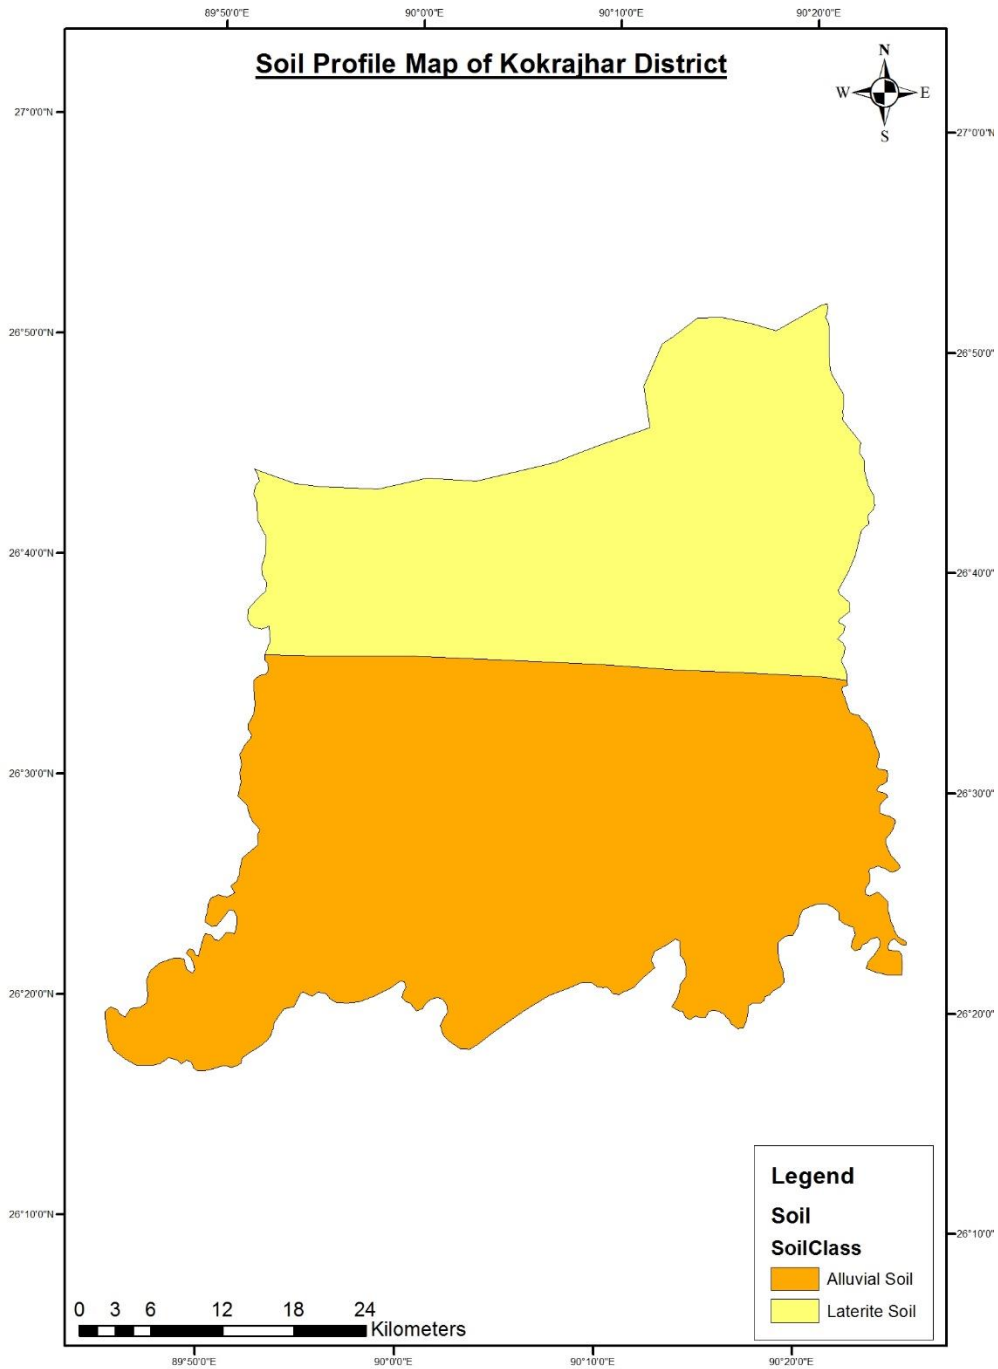 89°50'0"E 90°0'0"E 90°10'0"E 90°20'0"E
Soil Profile Map of Kokrajhar District
N
W E
S
27°0'0"N 27°0'0"N
26°50'0"N 26°50'0"N
26°40'0"N 26°40'0"N
26°30'0"N 26°30'0"N
26°20'0"N 26°20'0"N
26°10'0"N 26°10'0"N
Legend
Soil
SoilClass
Alluvial Soil
Laterite Soil
0 3 6 12 18 24
Kilometers
89°50'0"E 90°0'0"E 90°10'0"E 90°20'0"E